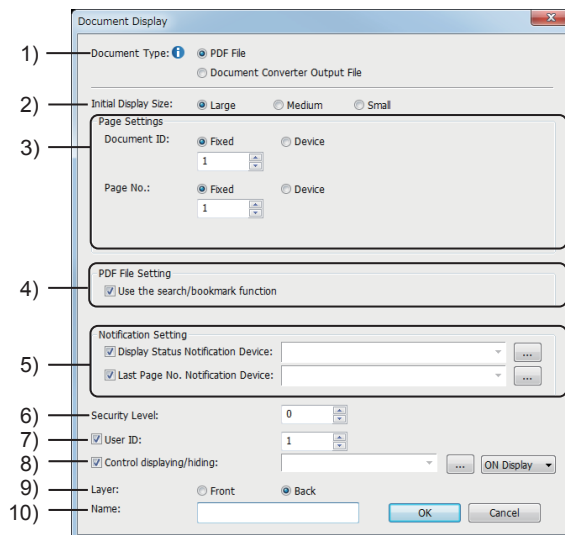 Document Display
1) Document Type: PDF File
Document Converter Output File
2) Initial Display Size: Large Medium Small
Page Settings
3) Document ID: Fixed Device
1
Page No.: Fixed Device
1
PDF File Setting
4) Use the search/bookmark function
Notification Setting
5) Display Status Notification Device: ...
Last Page No. Notification Device: ...
6) Security Level: 0
7) User ID: 1
8) Control displaying/hiding: ... ON Display
9) Layer: Front Back
10) Name: OK Cancel